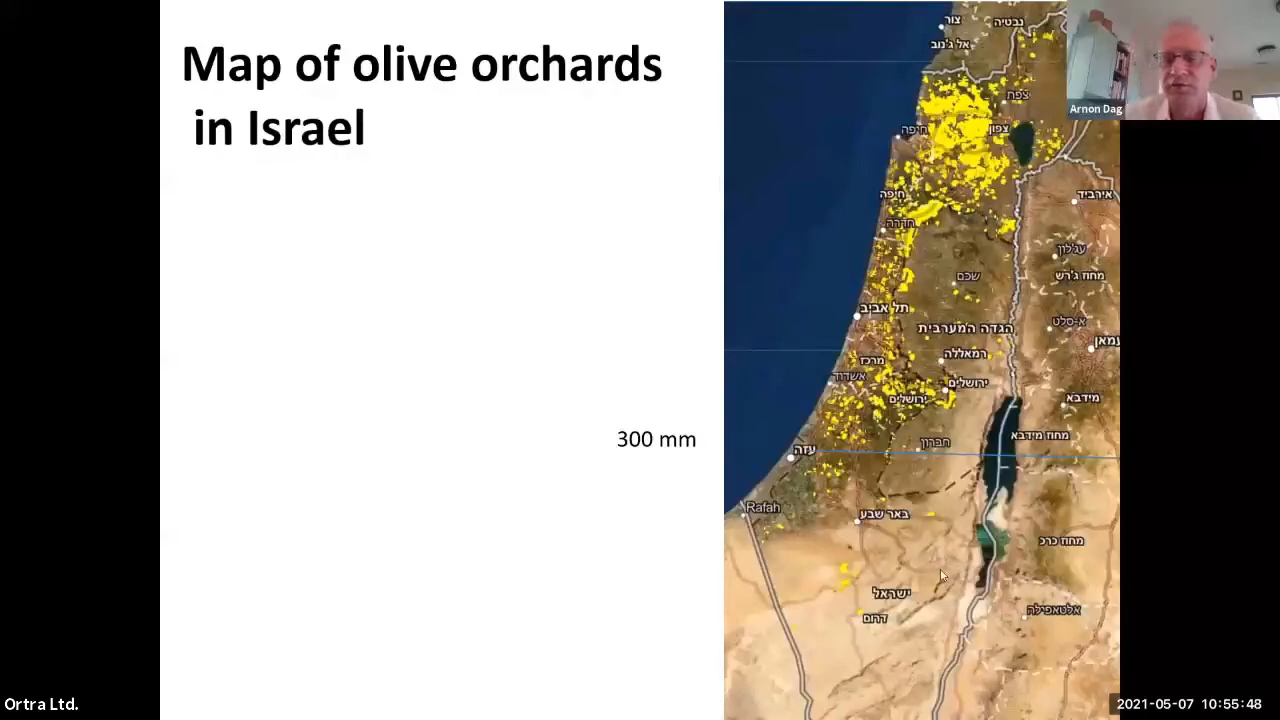 Map of olive orchards
in Israel
300 mm
צור
נבטיה
אל ג'נוב
צפת
חיפה
צפון
חיפה
אירביד
חדרה
עג'לון
שכם
מחוז ג'רש
תל אביב
א-סלט
הגדה המערבית
עמאן
רמאללה
מרכז
אשדוד
ירושלים
ירושלים
מידבא
חברון
מחוז מידבא
עזה
Rafah
באר שבע
מחוז כרכ
ישראל
אלטאפילה
דרום
Arnon Dag
Ortra Ltd.
2021-05-07 10:55:48